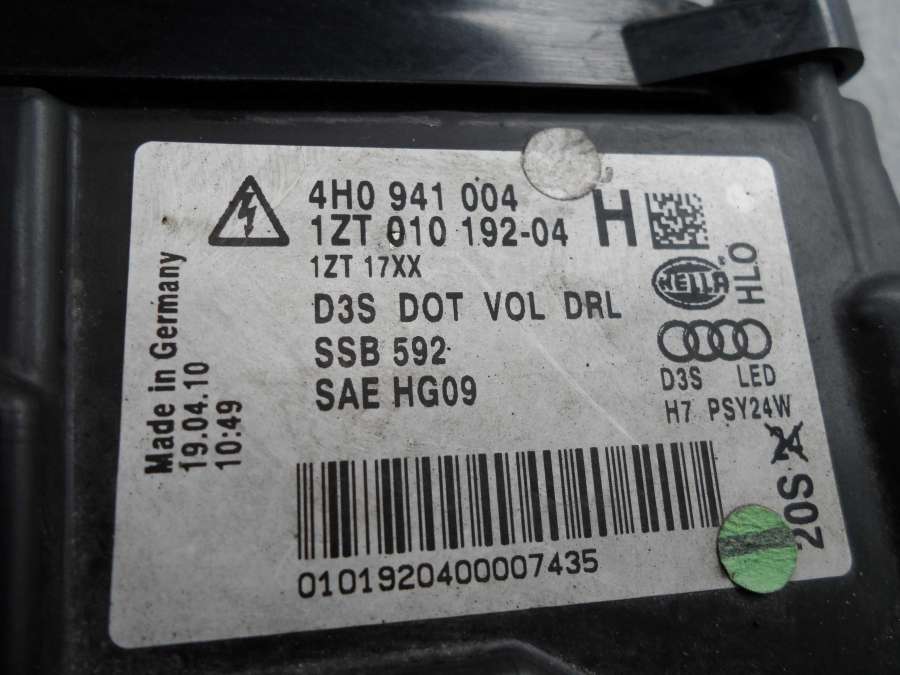 4H0 941 004
1ZT 010 192-04
H
1ZT 17XX
HELLA
HLO
D3S DOT VOL DRL
SSB 592
SAE HG09
D3S LED
H7 PSY24W
Made in Germany
19.04.10
10:49
20S
24
0101920400007435